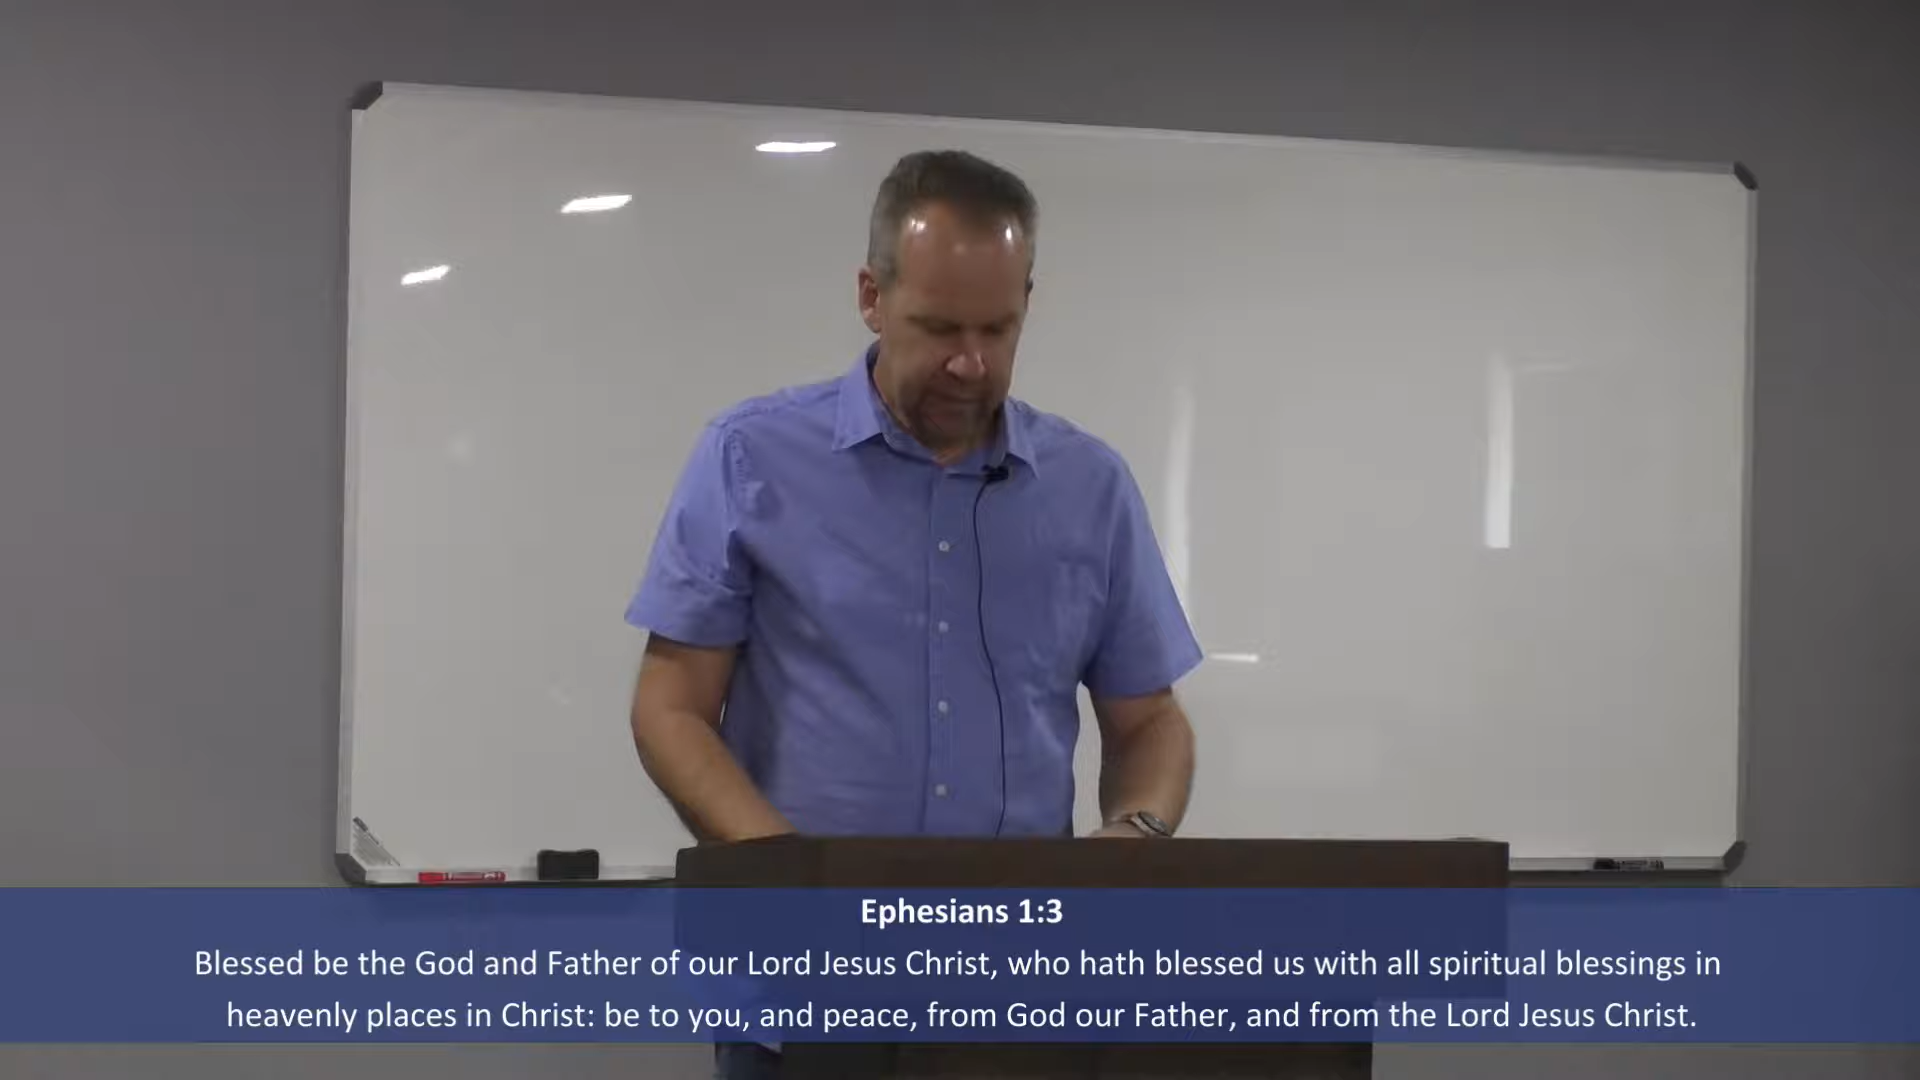 Ephesians 1:3
Blessed be the God and Father of our Lord Jesus Christ, who hath blessed us with all spiritual blessings in
heavenly places in Christ: be to you, and peace, from God our Father, and from the Lord Jesus Christ.